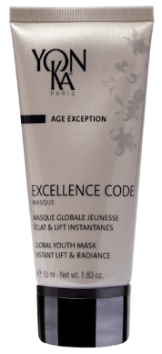 YON
KA
PARIS
AGE EXCEPTION
EXCELLENCE CODE
MASQUE
MASQUE GLOBALE JEUNESSE
ÉCLAT & LIFT INSTANTANÉS
GLOBAL YOUTH MASK
INSTANT LIFT & RADIANCE
50 ml - Net wt. 1.83 oz.